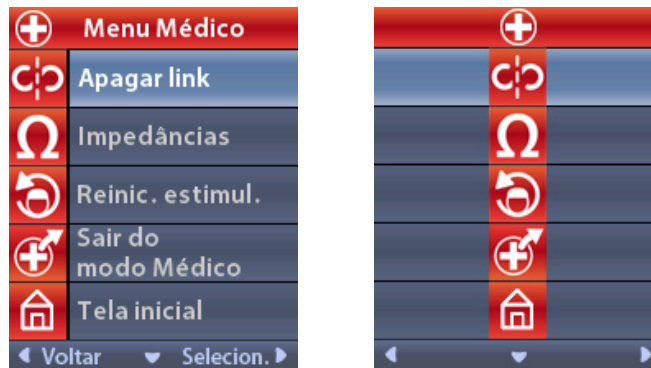 Menu Médico
Apagar link
Impedâncias
Reinic. estimul.
Sair do
modo Médico
Tela inicial
Voltar Selecion.